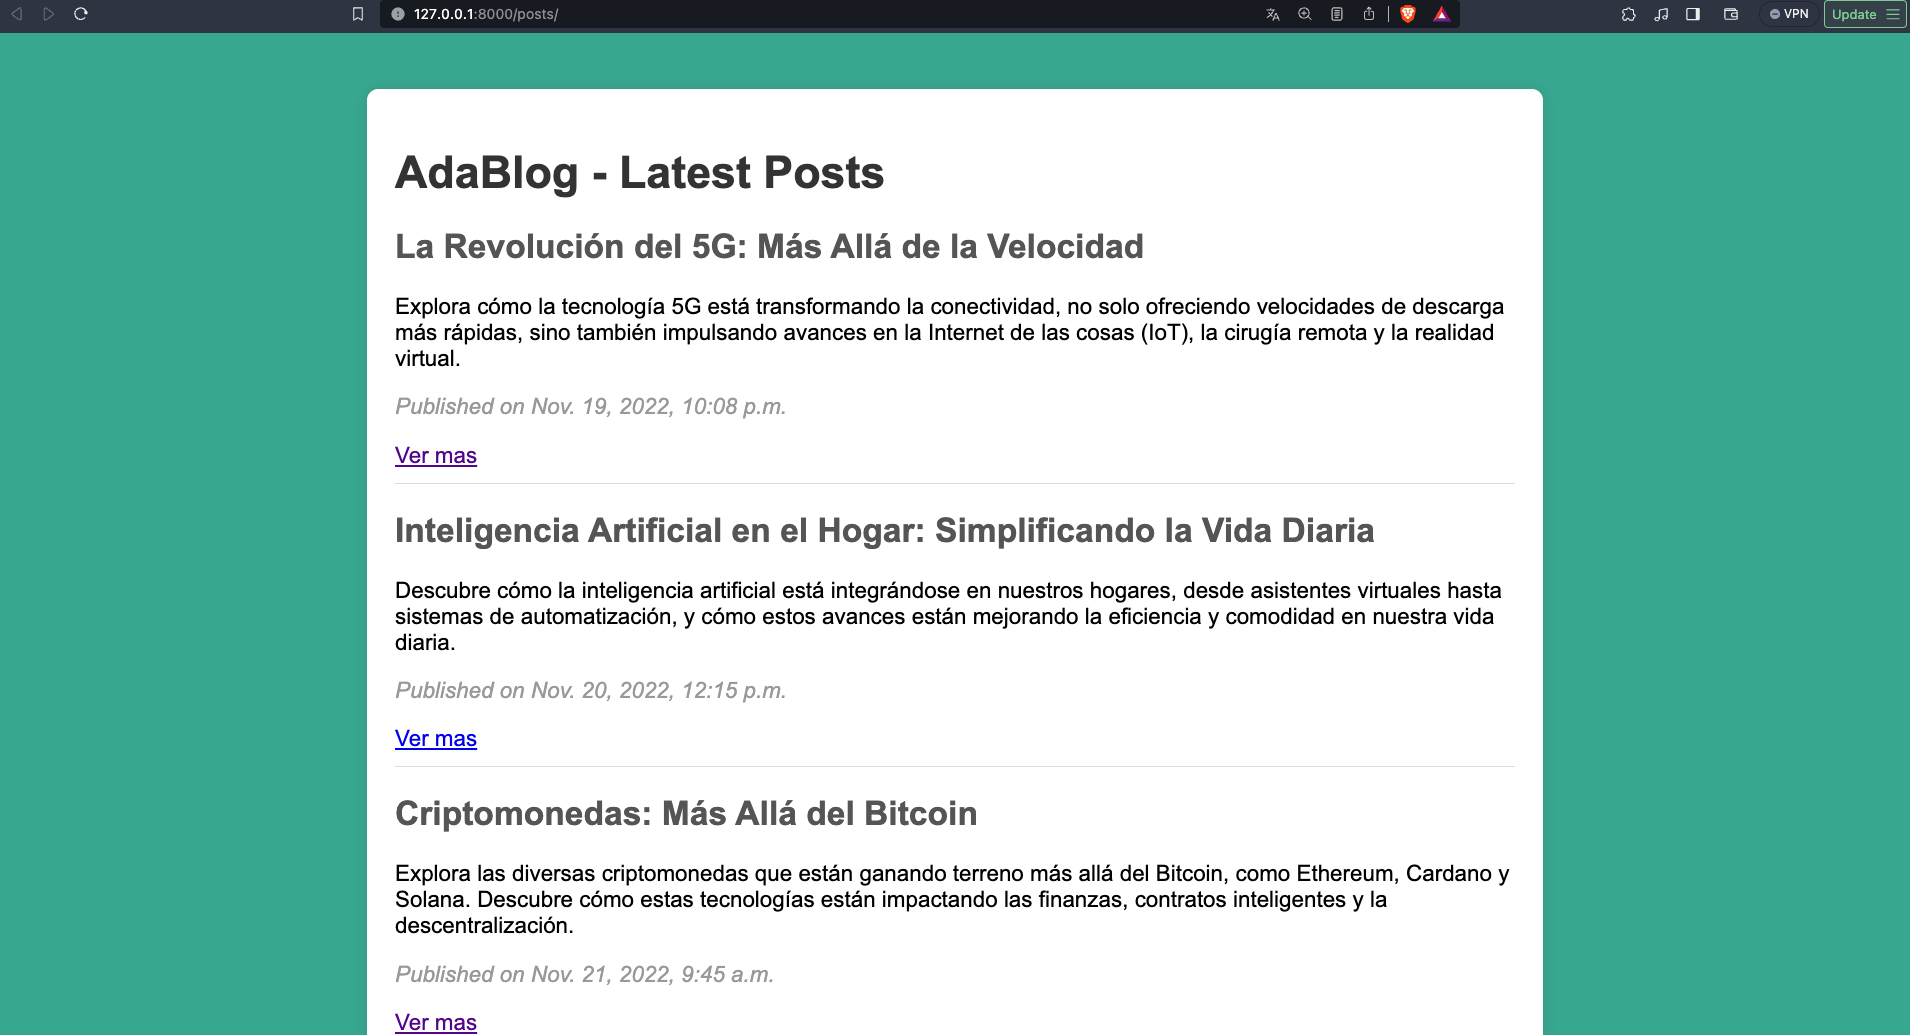 127.0.0.1:8000/posts/
VPN
Update
AdaBlog - Latest Posts
La Revolución del 5G: Más Allá de la Velocidad
Explora cómo la tecnología 5G está transformando la conectividad, no solo ofreciendo velocidades de descarga
más rápidas, sino también impulsando avances en la Internet de las cosas (IoT), la cirugía remota y la realidad
virtual.
Published on Nov. 19, 2022, 10:08 p.m.
Ver mas
Inteligencia Artificial en el Hogar: Simplificando la Vida Diaria
Descubre cómo la inteligencia artificial está integrándose en nuestros hogares, desde asistentes virtuales hasta
sistemas de automatización, y cómo estos avances están mejorando la eficiencia y comodidad en nuestra vida
diaria.
Published on Nov. 20, 2022, 12:15 p.m.
Ver mas
Criptomonedas: Más Allá del Bitcoin
Explora las diversas criptomonedas que están ganando terreno más allá del Bitcoin, como Ethereum, Cardano y
Solana. Descubre cómo estas tecnologías están impactando las finanzas, contratos inteligentes y la
descentralización.
Published on Nov. 21, 2022, 9:45 a.m.
Ver mas